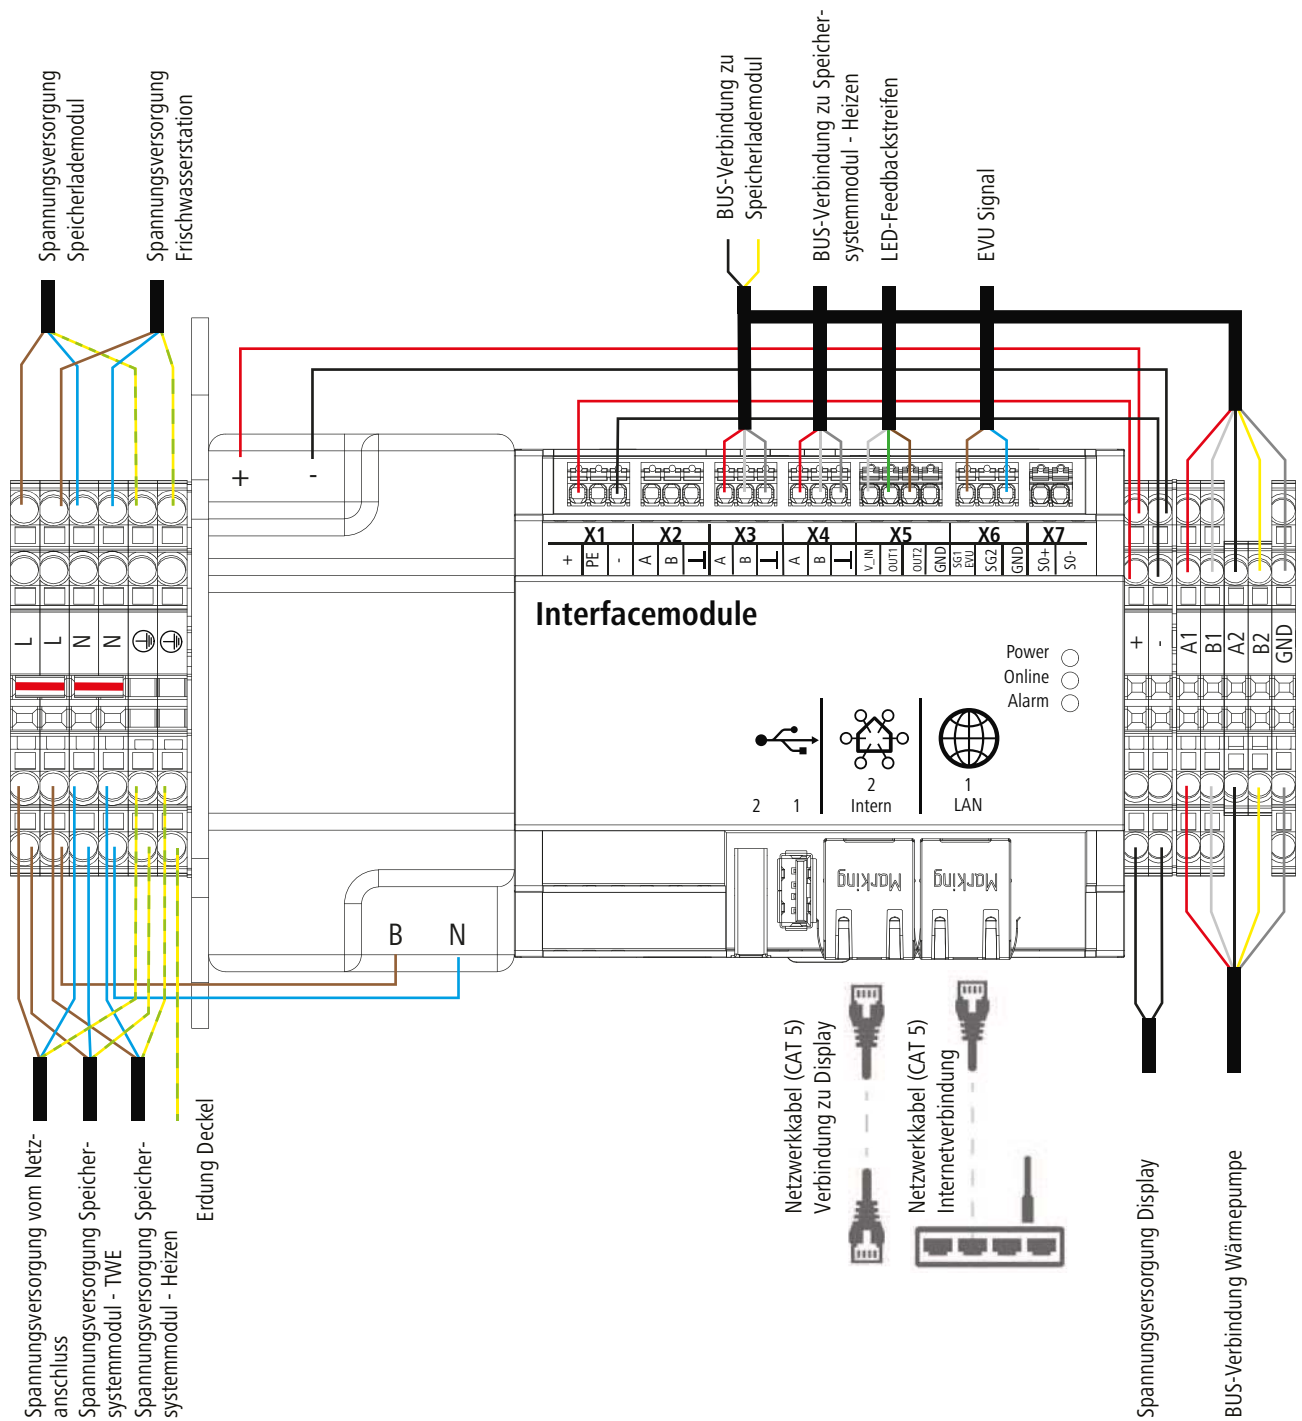 Spannungsversorgung
Speicherlademodul
Spannungsversorgung
Frischwasserstation
BUS-Verbindung zu
Speicherlademodul
BUS-Verbindung zu Speicher-
systemmodul - Heizen
LED-Feedbackstreifen
EVU Signal
+
-
X1 X2 X3 X4 X5 X6 X7
+ PE - A B A B A B V_IN OUT1 OUT2 GND SG1 EVU SG2 GND S0+ S0-
Interfacemodule
Power
Online
Alarm
L L N N
+ - A1 B1 A2 B2 GND
2 1
2
Intern
1
LAN
Marking
Marking
B N
Netzwerkkabel (CAT 5)
Verbindung zu Display
Netzwerkkabel (CAT 5)
Internetverbindung
Spannungsversorgung vom Netz-
anschluss
Spannungsversorgung Speicher-
systemmodul - TWE
Spannungsversorgung Speicher-
systemmodul - Heizen
Erdung Deckel
Spannungsversorgung Display
BUS-Verbindung Wärmepumpe